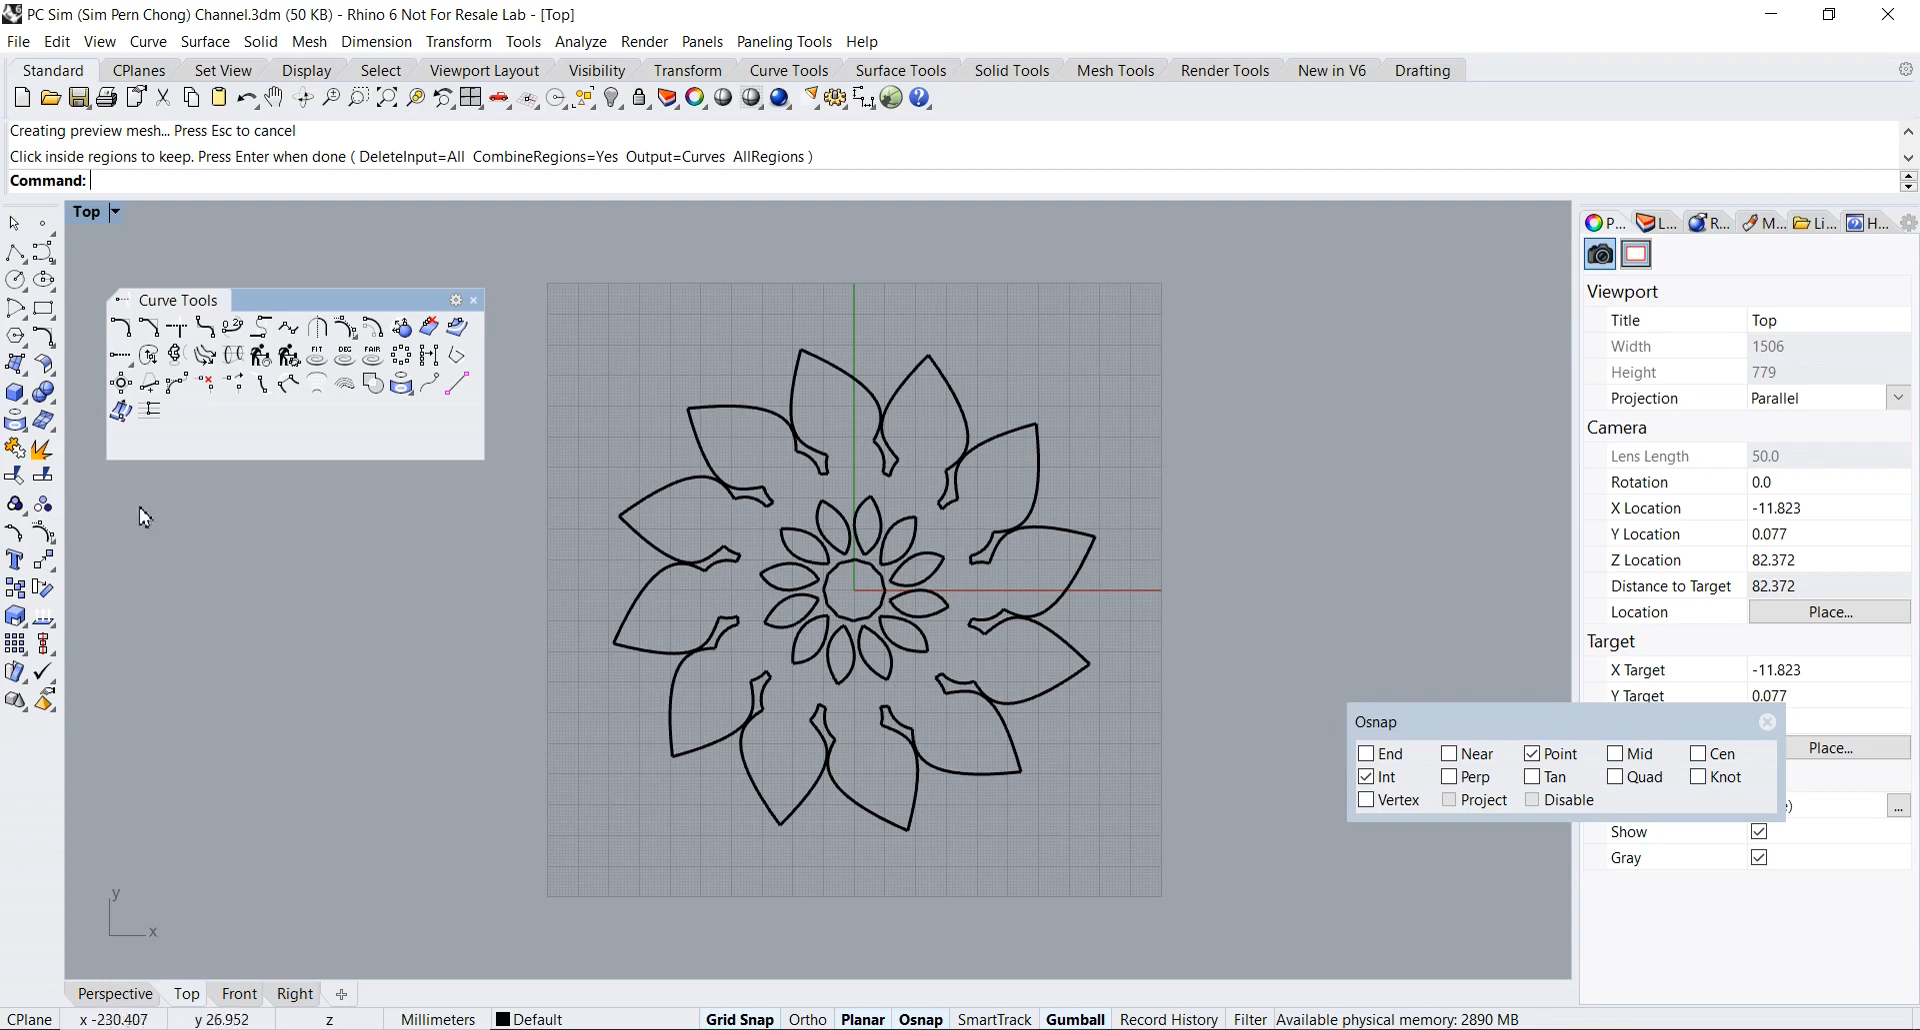 PC Sim (Sim Pern Chong) Channel.3dm (50 KB) - Rhino 6 Not For Resale Lab - [Top]
File Edit View Curve Surface Solid Mesh Dimension Transform Tools Analyze Render Panels Paneling Tools Help
Standard CPlanes Set View Display Select Viewport Layout Visibility Transform Curve Tools Surface Tools Solid Tools Mesh Tools Render Tools New in V6 Drafting
Creating preview mesh... Press Esc to cancel
Click inside regions to keep. Press Enter when done ( DeleteInput=All CombineRegions=Yes Output=Curves AllRegions )
Command:
Top
P... L... R... M... Li... H...
Curve Tools
FIT DEG FAIR
Viewport
Title Top
Width 1506
Height 779
Projection Parallel
Camera
Lens Length 50.0
Rotation 0.0
X Location -11.823
Y Location 0.077
Z Location 82.372
Distance to Target 82.372
Location Place...
Target
X Target -11.823
Y Target 0.077
Place...
...
Show
Gray
Osnap
End Near Point Mid Cen
Int Perp Tan Quad Knot
Vertex Project Disable
y
x
Perspective Top Front Right
CPlane x -230.407 y 26.952 z Millimeters Default Grid Snap Ortho Planar Osnap SmartTrack Gumball Record History Filter Available physical memory: 2890 MB